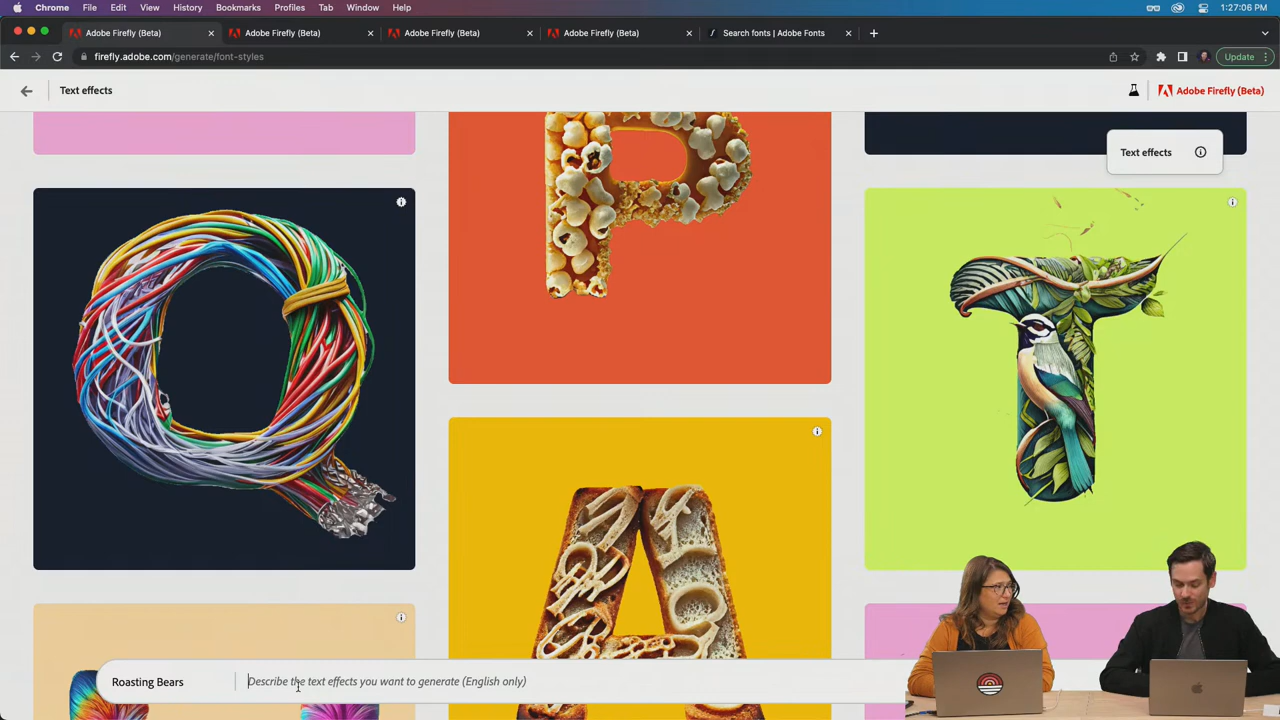 Chrome File Edit View History Bookmarks Profiles Tab Window Help
1:27:06 PM
Adobe Firefly (Beta)
Adobe Firefly (Beta)
Adobe Firefly (Beta)
Adobe Firefly (Beta)
Search fonts | Adobe Fonts
firefly.adobe.com/generate/font-styles
Update
Text effects
Adobe Firefly (Beta)
Text effects
P
Q
T
A
Roasting Bears
Describe the text effects you want to generate (English only)